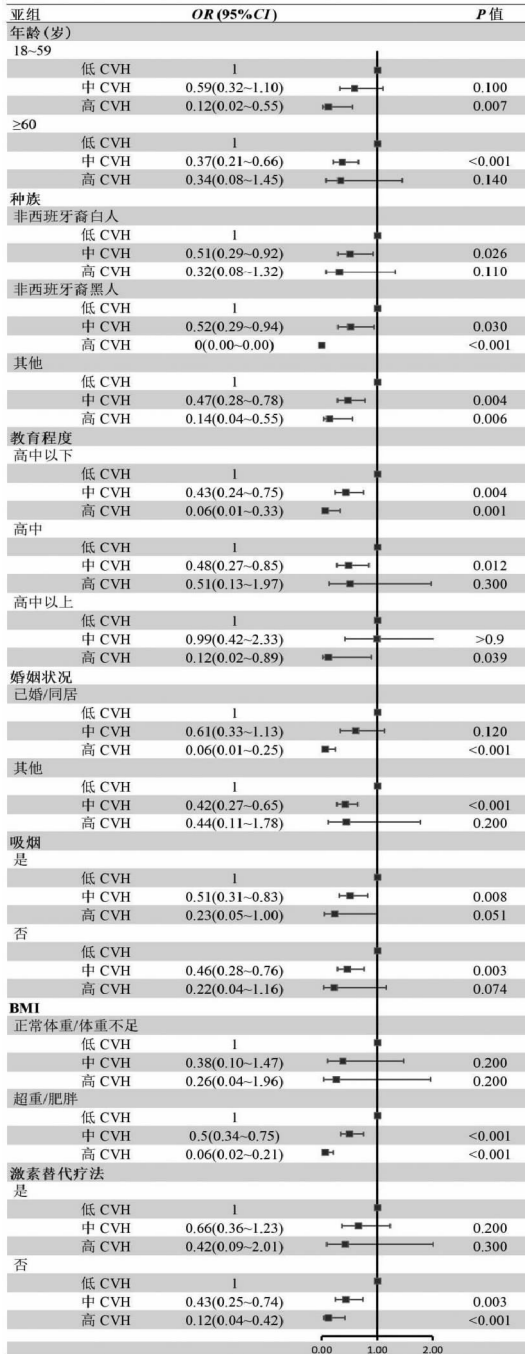 亚组 OR (95%CI) P 值
年龄(岁)
18~59
低 CVH 1
中 CVH 0.59(0.32~1.10) 0.100
高 CVH 0.12(0.02~0.55) 0.007
≥60
低 CVH 1
中 CVH 0.37(0.21~0.66) <0.001
高 CVH 0.34(0.08~1.45) 0.140
种族
非西班牙裔白人
低 CVH 1
中 CVH 0.51(0.29~0.92) 0.026
高 CVH 0.32(0.08~1.32) 0.110
非西班牙裔黑人
低 CVH 1
中 CVH 0.52(0.29~0.94) 0.030
高 CVH 0(0.00~0.00) <0.001
其他
低 CVH 1
中 CVH 0.47(0.28~0.78) 0.004
高 CVH 0.14(0.04~0.55) 0.006
教育程度
高中以下
低 CVH 1
中 CVH 0.43(0.24~0.75) 0.004
高 CVH 0.06(0.01~0.33) 0.001
高中
低 CVH 1
中 CVH 0.48(0.27~0.85) 0.012
高 CVH 0.51(0.13~1.97) 0.300
高中以上
低 CVH 1
中 CVH 0.99(0.42~2.33) >0.9
高 CVH 0.12(0.02~0.89) 0.039
婚姻状况
已婚/同居
低 CVH 1
中 CVH 0.61(0.33~1.13) 0.120
高 CVH 0.06(0.01~0.25) <0.001
其他
低 CVH 1
中 CVH 0.42(0.27~0.65) <0.001
高 CVH 0.44(0.11~1.78) 0.200
吸烟
是
低 CVH 1
中 CVH 0.51(0.31~0.83) 0.008
高 CVH 0.23(0.05~1.00) 0.051
否
低 CVH 1
中 CVH 0.46(0.28~0.76) 0.003
高 CVH 0.22(0.04~1.16) 0.074
BMI
正常体重/体重不足
低 CVH 1
中 CVH 0.38(0.10~1.47) 0.200
高 CVH 0.26(0.04~1.96) 0.200
超重/肥胖
低 CVH 1
中 CVH 0.5(0.34~0.75) <0.001
高 CVH 0.06(0.02~0.21) <0.001
激素替代疗法
是
低 CVH 1
中 CVH 0.66(0.36~1.23) 0.200
高 CVH 0.42(0.09~2.01) 0.300
否
低 CVH 1
中 CVH 0.43(0.25~0.74) 0.003
高 CVH 0.12(0.04~0.42) <0.001
0.00 1.00 2.00